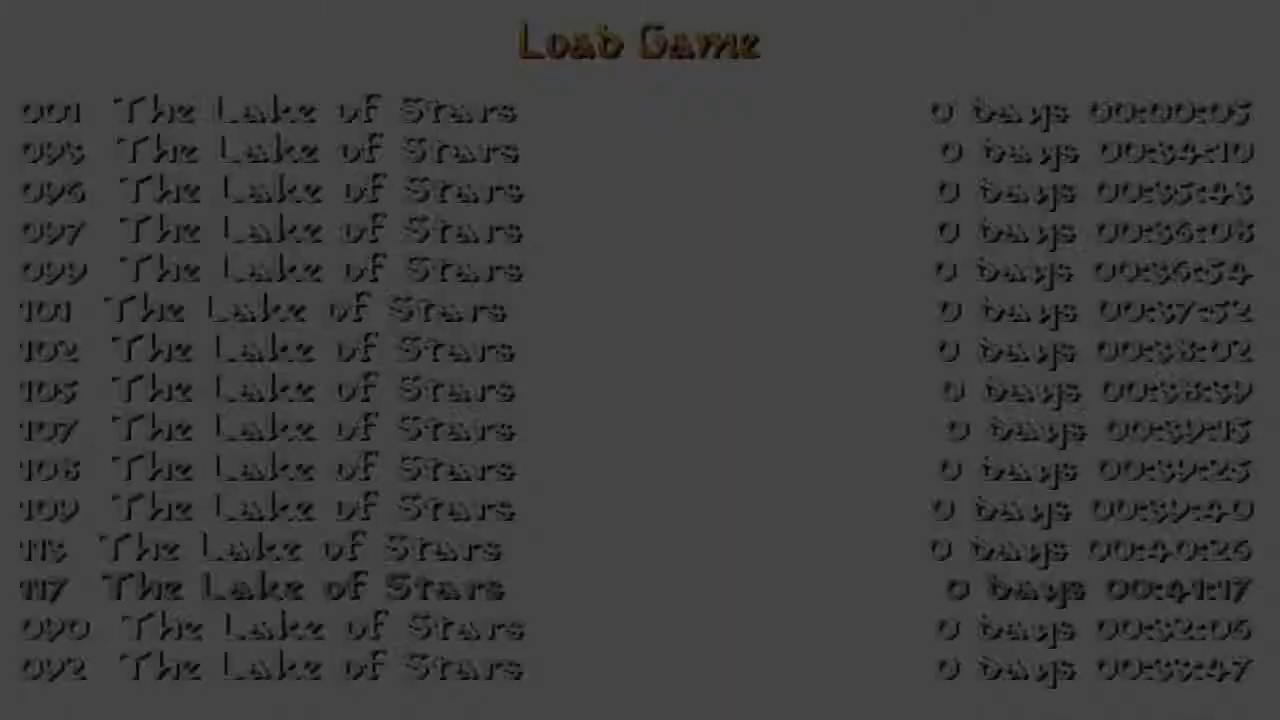 Load Game
001 The Lake of Stars 0 days 00:00:05
093 The Lake of Stars 0 days 00:34:10
096 The Lake of Stars 0 days 00:35:43
097 The Lake of Stars 0 days 00:36:08
099 The Lake of Stars 0 days 00:36:54
101 The Lake of Stars 0 days 00:37:52
102 The Lake of Stars 0 days 00:38:02
105 The Lake of Stars 0 days 00:38:39
107 The Lake of Stars 0 days 00:39:15
108 The Lake of Stars 0 days 00:39:25
109 The Lake of Stars 0 days 00:39:40
113 The Lake of Stars 0 days 00:40:26
117 The Lake of Stars 0 days 00:41:17
090 The Lake of Stars 0 days 00:32:06
092 The Lake of Stars 0 days 00:33:47